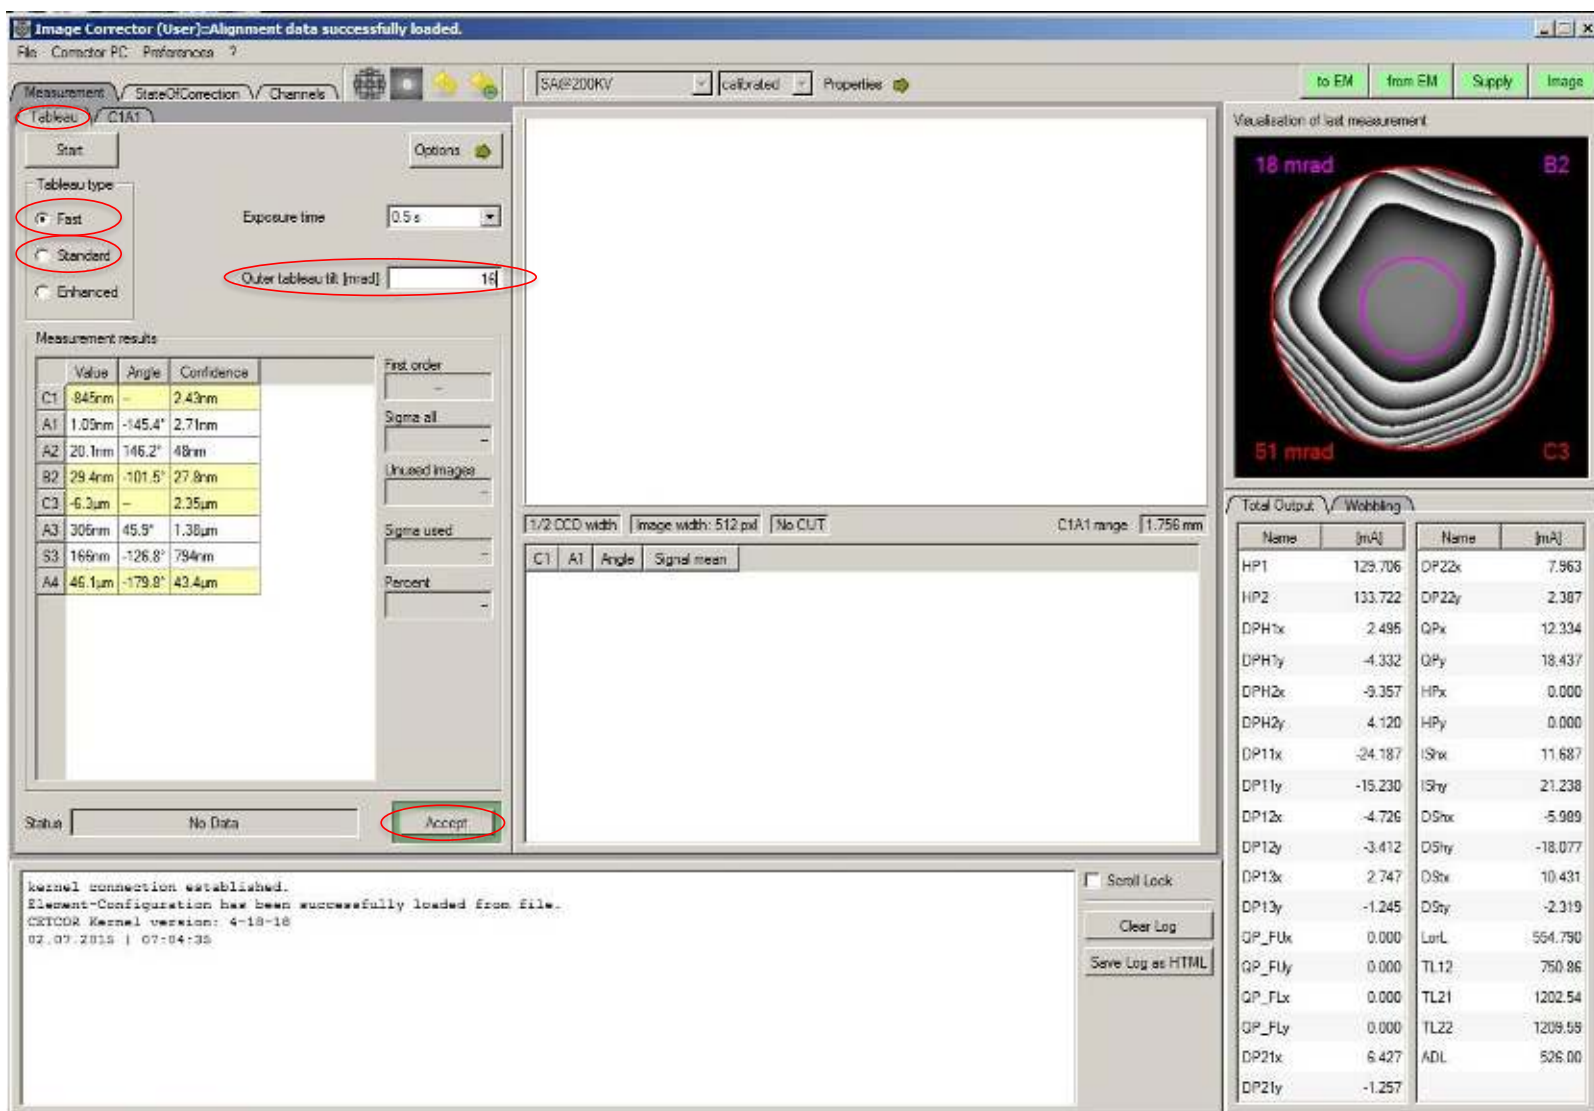 Image Corrector (User)::Alignment data successfully loaded.
File Corrector PC Preferences ?
Measurement StateOfCorrection Channels
SA@200KV calibrated Properties
to EM from EM Supply Image
Tableau C1A1
Start Options
Tableau type
Fast
Standard
Enhanced
Exposure time 0.5 s
Outer tableau tilt [mrad] 16
Measurement results
Value Angle Confidence
C1 -845nm – 2.43nm
A1 1.09nm -145.4° 2.71nm
A2 20.1nm 146.2° 48nm
B2 29.4nm -101.5° 27.8nm
C3 -6.3µm – 2.35µm
A3 306nm 45.9° 1.38µm
S3 166nm -126.8° 794nm
A4 46.1µm -179.8° 43.4µm
First order
–
Sigma all
–
Unused images
–
Sigma used
–
Percent
–
Status No Data Accept
1/2 CCD width Image width: 512 pxl No CUT C1A1 range 1.756 mm
C1 A1 Angle Signal mean
kernel connection established.
Element-Configuration has been successfully loaded from file.
CETCOR Kernel version: 4-18-18
02.07.2015 | 07:04:35
Scroll Lock
Clear Log
Save Log as HTML
Visualisation of last measurement
18 mrad B2
51 mrad C3
Total Output Wobbling
Name [mA] Name [mA]
HP1 129.706 DP22x 7.963
HP2 133.722 DP22y 2.387
DPH1x 2.495 QPx 12.334
DPH1y -4.332 QPy 18.437
DPH2x -9.357 HPx 0.000
DPH2y 4.120 HPy 0.000
DP11x -24.187 IShx 11.687
DP11y -15.230 IShy 21.238
DP12x -4.726 DShx -5.989
DP12y -3.412 DShy -18.077
DP13x 2.747 DStx 10.431
DP13y -1.245 DSty -2.319
QP_FUx 0.000 LorL 554.790
QP_FUy 0.000 TL12 750.86
QP_FLx 0.000 TL21 1202.54
QP_FLy 0.000 TL22 1209.59
DP21x 6.427 ADL 526.00
DP21y -1.257